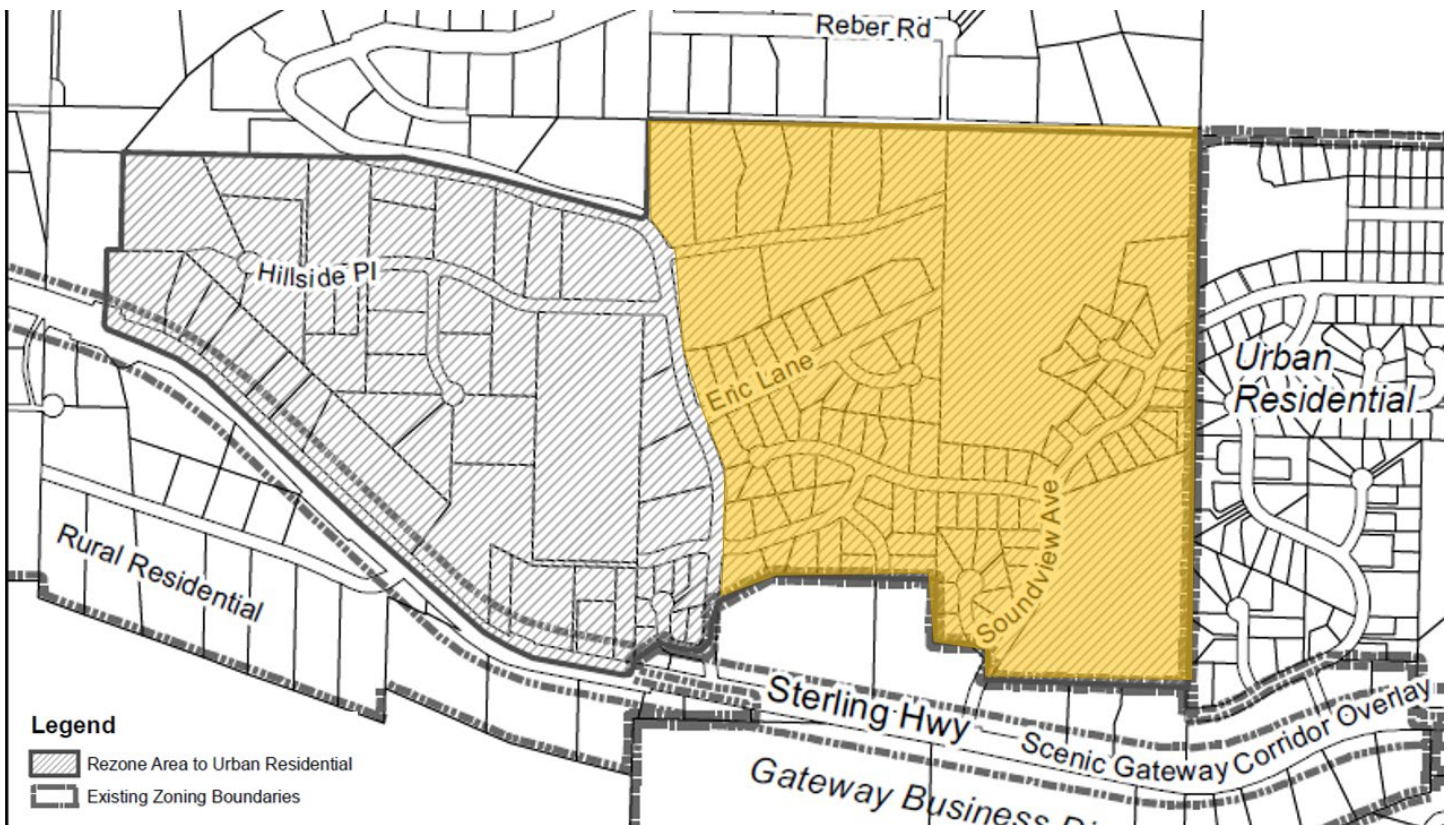 Reber Rd
Hillside Pl
Eric Lane
Urban
Residential
Soundview Ave
Rural Residential
Sterling Hwy
Scenic Gateway Corridor Overlay
Gateway Business
Legend
Rezone Area to Urban Residential
Existing Zoning Boundaries